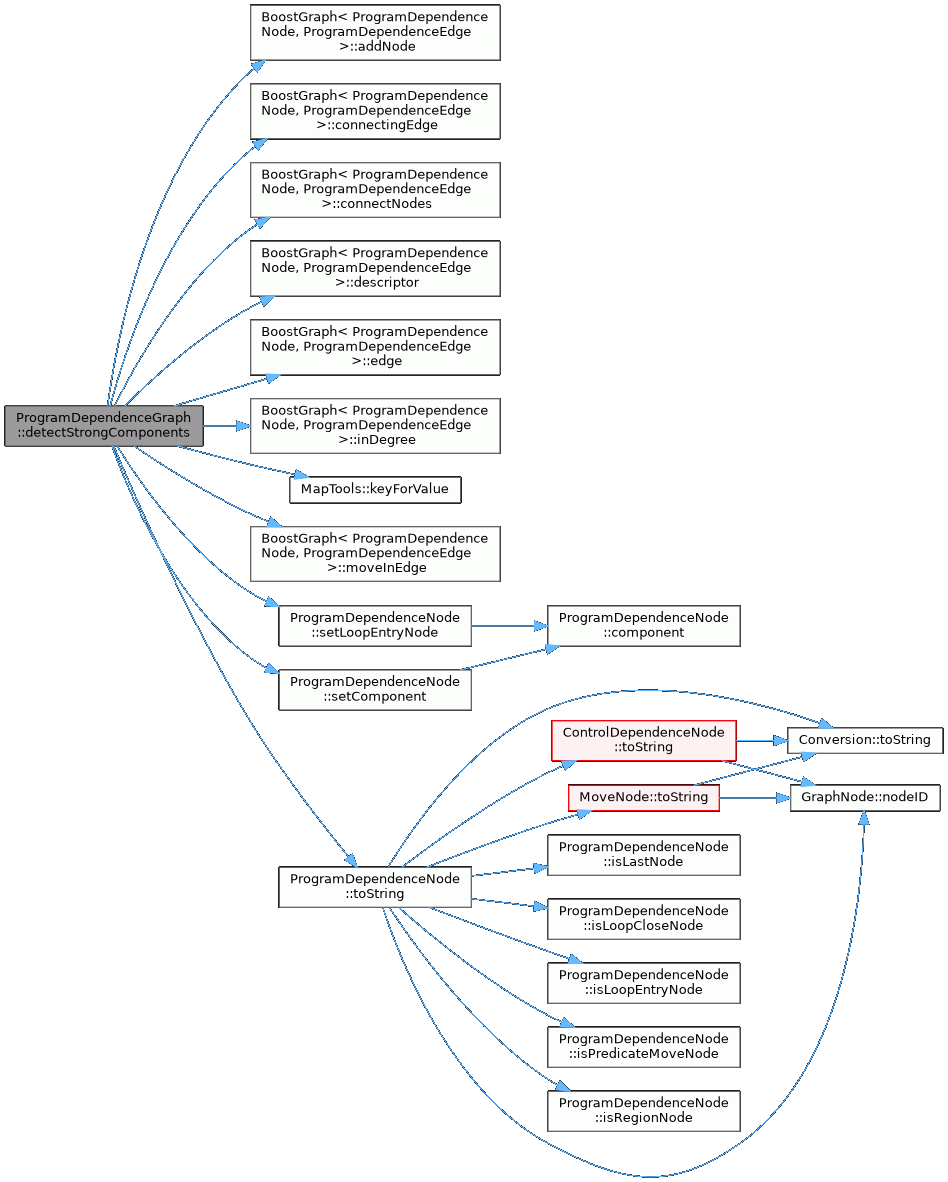 BoostGraph< ProgramDependence
Node, ProgramDependenceEdge
>::addNode
BoostGraph< ProgramDependence
Node, ProgramDependenceEdge
>::connectingEdge
BoostGraph< ProgramDependence
Node, ProgramDependenceEdge
>::connectNodes
BoostGraph< ProgramDependence
Node, ProgramDependenceEdge
>::descriptor
BoostGraph< ProgramDependence
Node, ProgramDependenceEdge
>::edge
ProgramDependenceGraph
::detectStrongComponents
BoostGraph< ProgramDependence
Node, ProgramDependenceEdge
>::inDegree
MapTools::keyForValue
BoostGraph< ProgramDependence
Node, ProgramDependenceEdge
>::moveInEdge
ProgramDependenceNode
::setLoopEntryNode
ProgramDependenceNode
::component
ProgramDependenceNode
::setComponent
ControlDependenceNode
::toString
Conversion::toString
MoveNode::toString
GraphNode::nodeID
ProgramDependenceNode
::isLastNode
ProgramDependenceNode
::toString
ProgramDependenceNode
::isLoopCloseNode
ProgramDependenceNode
::isLoopEntryNode
ProgramDependenceNode
::isPredicateMoveNode
ProgramDependenceNode
::isRegionNode